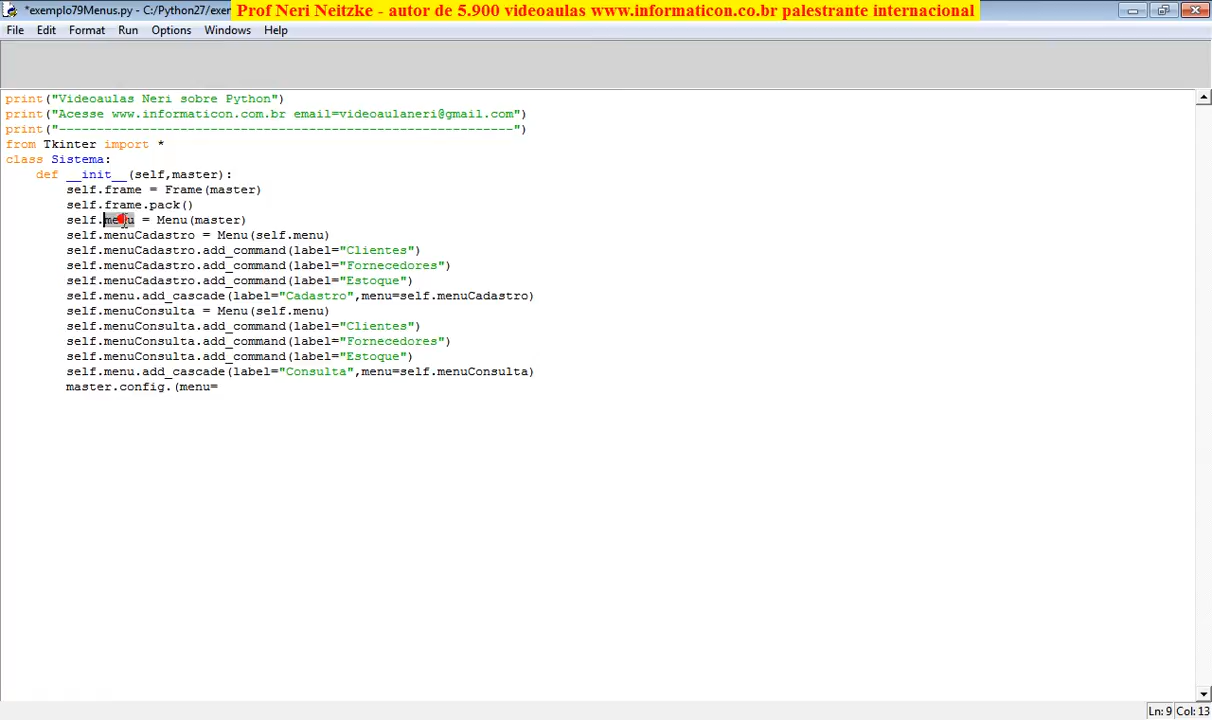 *exemplo79Menus.py - C:/Python27/exer
Prof Neri Neitzke - autor de 5.900 videoaulas www.informaticon.co.br palestrante internacional
File Edit Format Run Options Windows Help
print("Videoaulas Neri sobre Python")
print("Acesse www.informaticon.com.br email=videoaulaneri@gmail.com")
print("------------------------------------------------------------")
from Tkinter import *
class Sistema:
    def __init__(self,master):
        self.frame = Frame(master)
        self.frame.pack()
        self.menu = Menu(master)
        self.menuCadastro = Menu(self.menu)
        self.menuCadastro.add_command(label="Clientes")
        self.menuCadastro.add_command(label="Fornecedores")
        self.menuCadastro.add_command(label="Estoque")
        self.menu.add_cascade(label="Cadastro",menu=self.menuCadastro)
        self.menuConsulta = Menu(self.menu)
        self.menuConsulta.add_command(label="Clientes")
        self.menuConsulta.add_command(label="Fornecedores")
        self.menuConsulta.add_command(label="Estoque")
        self.menu.add_cascade(label="Consulta",menu=self.menuConsulta)
        master.config.(menu=
Ln: 9 Col: 13